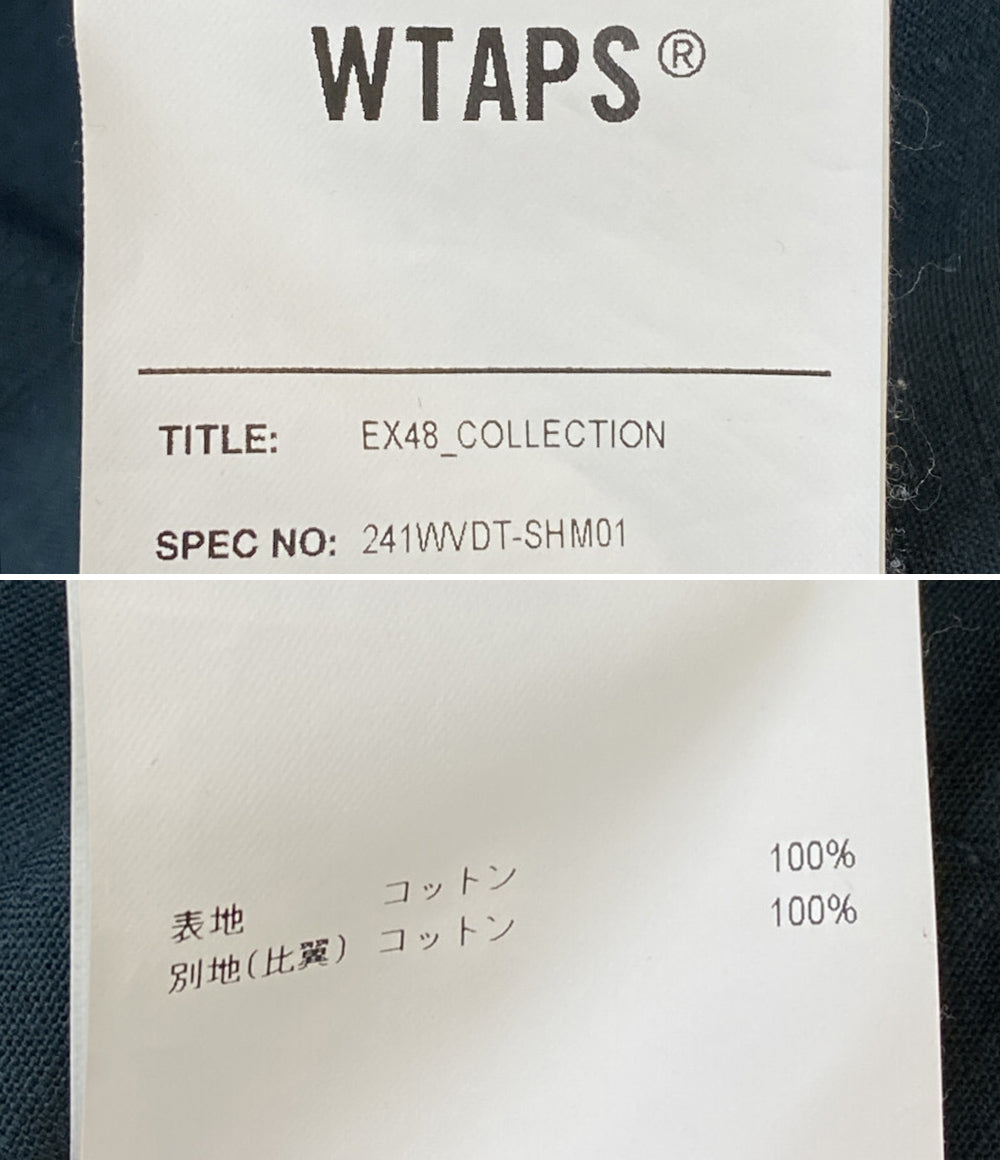 WTAPS®
TITLE: EX48_COLLECTION
SPEC NO: 241WVDT-SHM01
表地 コットン 100%
別地(比翼) コットン 100%